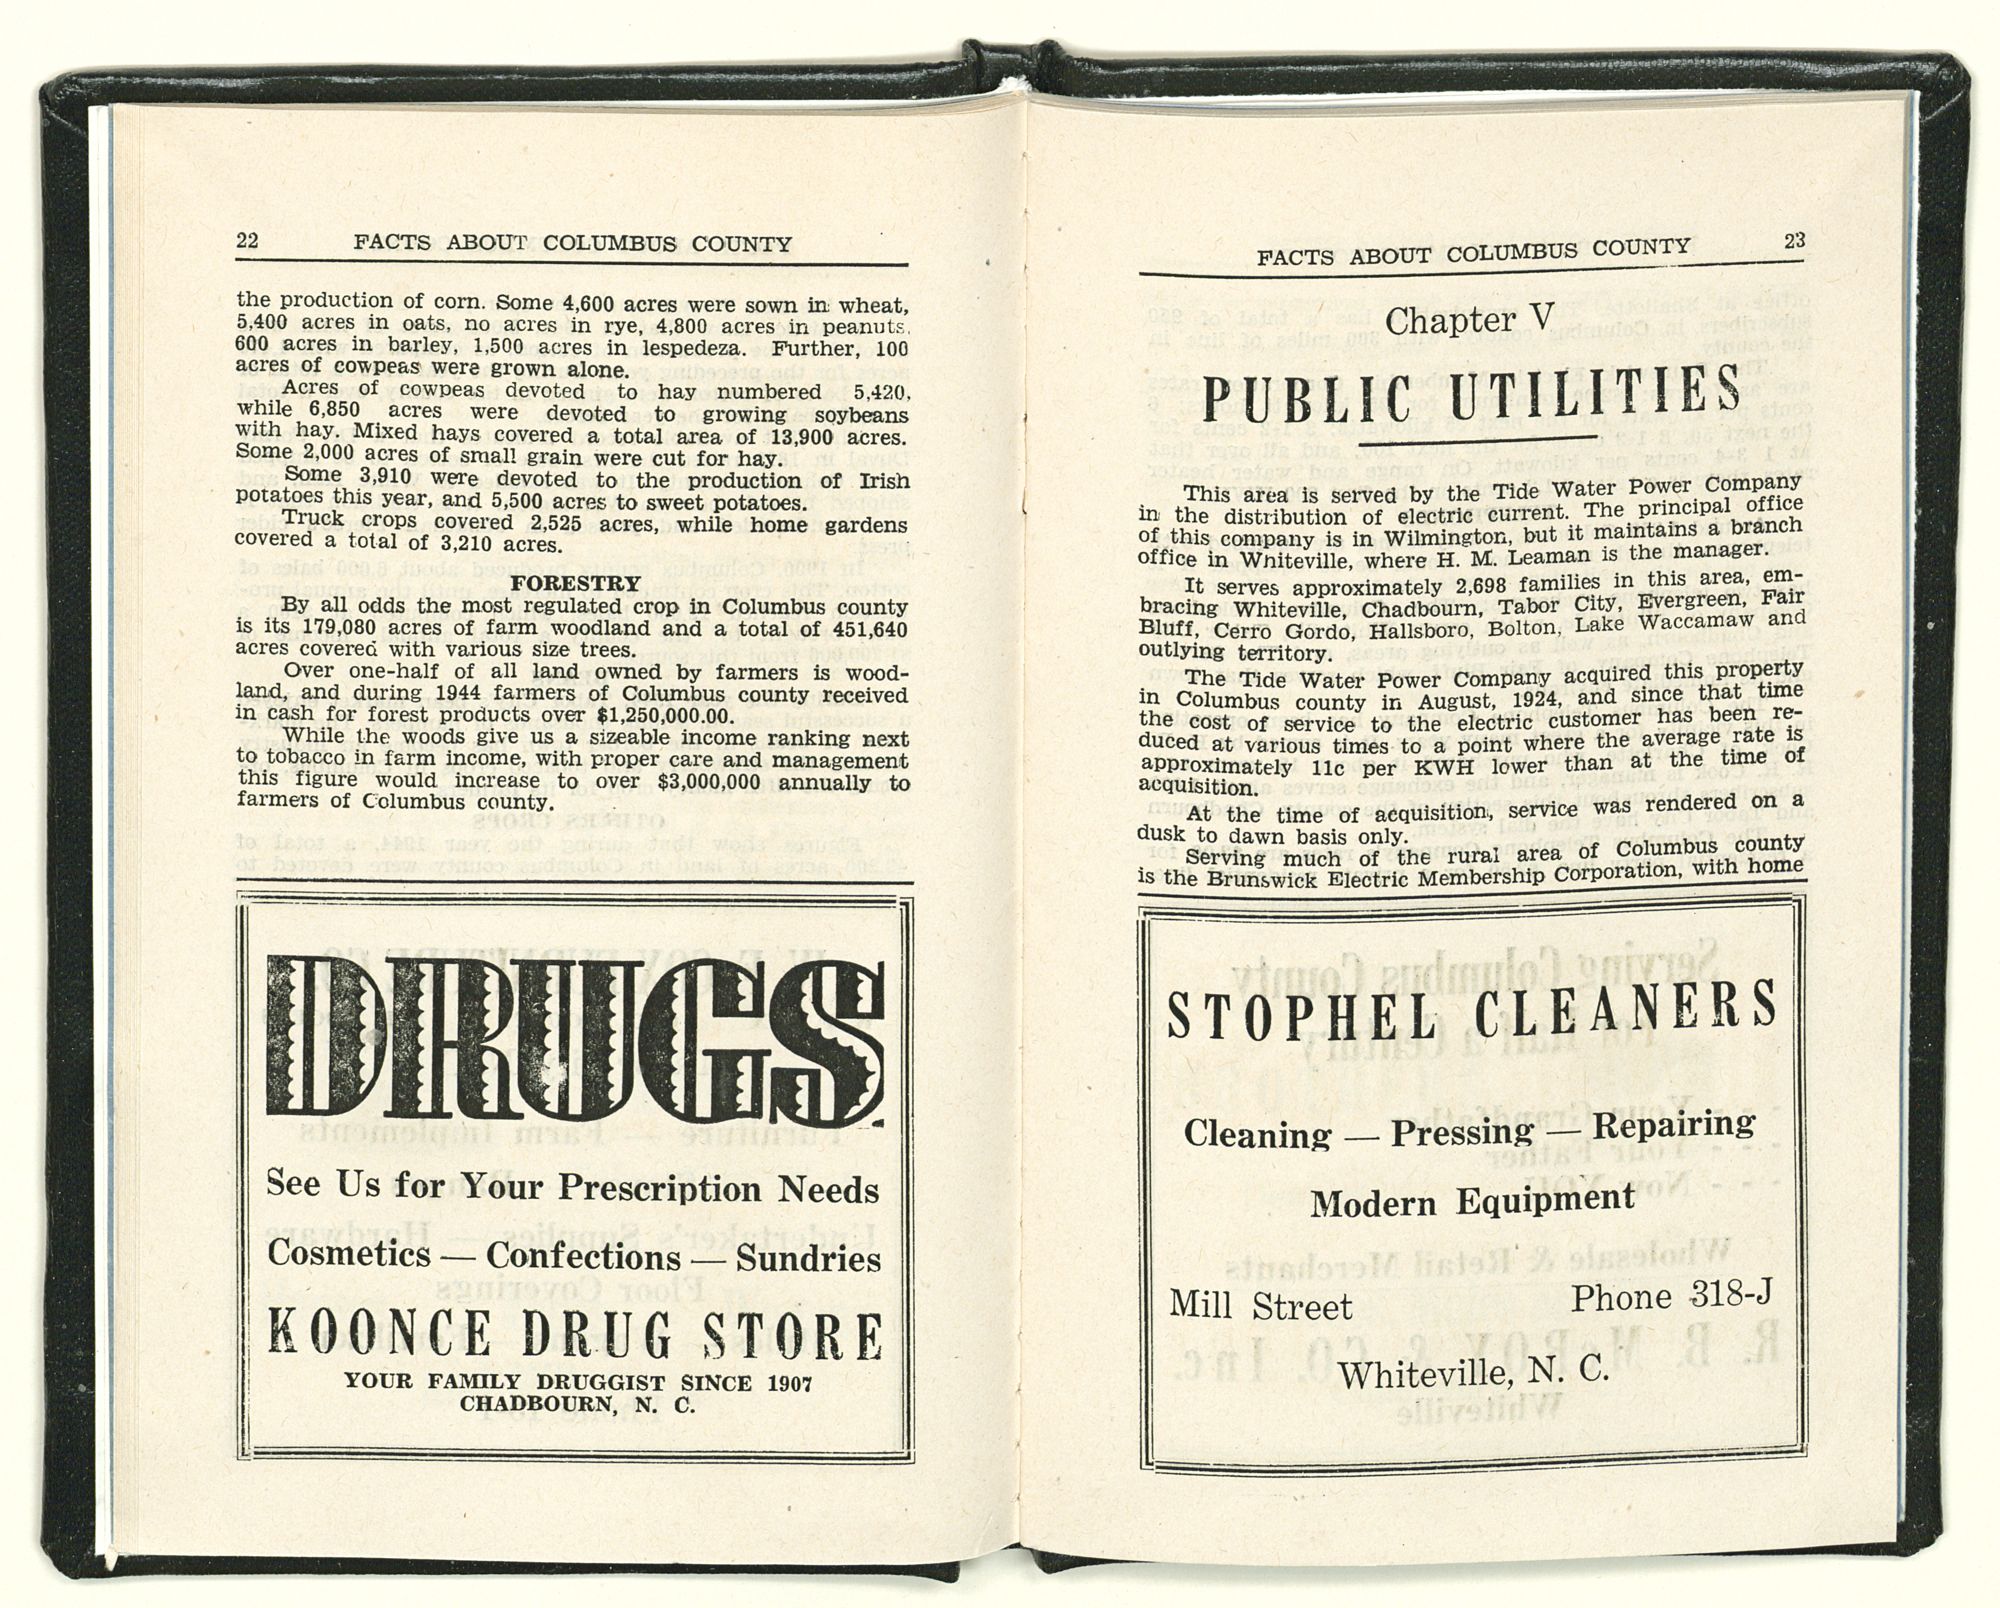 22 FACTS ABOUT COLUMBUS COUNTY
the production of corn. Some 4,600 acres were sown in wheat,
5,400 acres in oats, no acres in rye, 4,800 acres in peanuts,
600 acres in barley, 1,500 acres in lespedeza. Further, 100
acres of cowpeas were grown alone.
Acres of cowpeas devoted to hay numbered 5,420,
while 6,850 acres were devoted to growing soybeans
with hay. Mixed hays covered a total area of 13,900 acres.
Some 2,000 acres of small grain were cut for hay.
Some 3,910 were devoted to the production of Irish
potatoes this year, and 5,500 acres to sweet potatoes.
Truck crops covered 2,525 acres, while home gardens
covered a total of 3,210 acres.
FORESTRY
By all odds the most regulated crop in Columbus county
is its 179,080 acres of farm woodland and a total of 451,640
acres covered with various size trees.
Over one-half of all land owned by farmers is wood-
land, and during 1944 farmers of Columbus county received
in cash for forest products over $1,250,000.00.
While the woods give us a sizeable income ranking next
to tobacco in farm income, with proper care and management
this figure would increase to over $3,000,000 annually to
farmers of Columbus county.
DRUGS
See Us for Your Prescription Needs
Cosmetics — Confections — Sundries
KOONCE DRUG STORE
YOUR FAMILY DRUGGIST SINCE 1907
CHADBOURN, N. C.
FACTS ABOUT COLUMBUS COUNTY 23
Chapter V
PUBLIC UTILITIES
This area is served by the Tide Water Power Company
in the distribution of electric current. The principal office
of this company is in Wilmington, but it maintains a branch
office in Whiteville, where H. M. Leaman is the manager.
It serves approximately 2,698 families in this area, em-
bracing Whiteville, Chadbourn, Tabor City, Evergreen, Fair
Bluff, Cerro Gordo, Hallsboro, Bolton, Lake Waccamaw and
outlying territory.
The Tide Water Power Company acquired this property
in Columbus county in August, 1924, and since that time
the cost of service to the electric customer has been re-
duced at various times to a point where the average rate is
approximately 11c per KWH lower than at the time of
acquisition.
At the time of acquisition, service was rendered on a
dusk to dawn basis only.
Serving much of the rural area of Columbus county
is the Brunswick Electric Membership Corporation, with home
STOPHEL CLEANERS
Cleaning — Pressing — Repairing
Modern Equipment
Mill Street Phone 318-J
Whiteville, N. C.